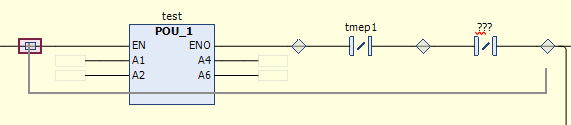 test
tmep1
???
POU_1
EN ENO
A1 A4
A2 A6